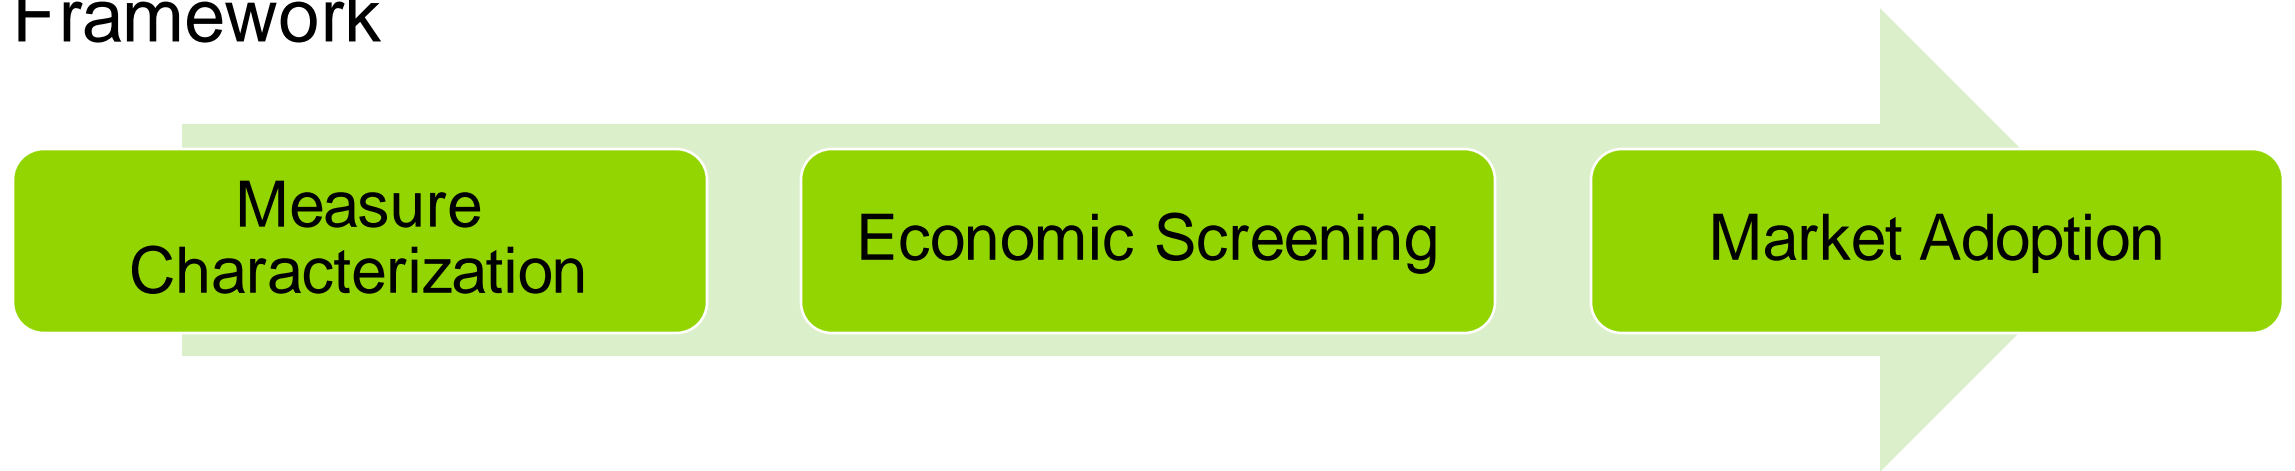 Framework
Measure
Characterization
Economic Screening
Market Adoption